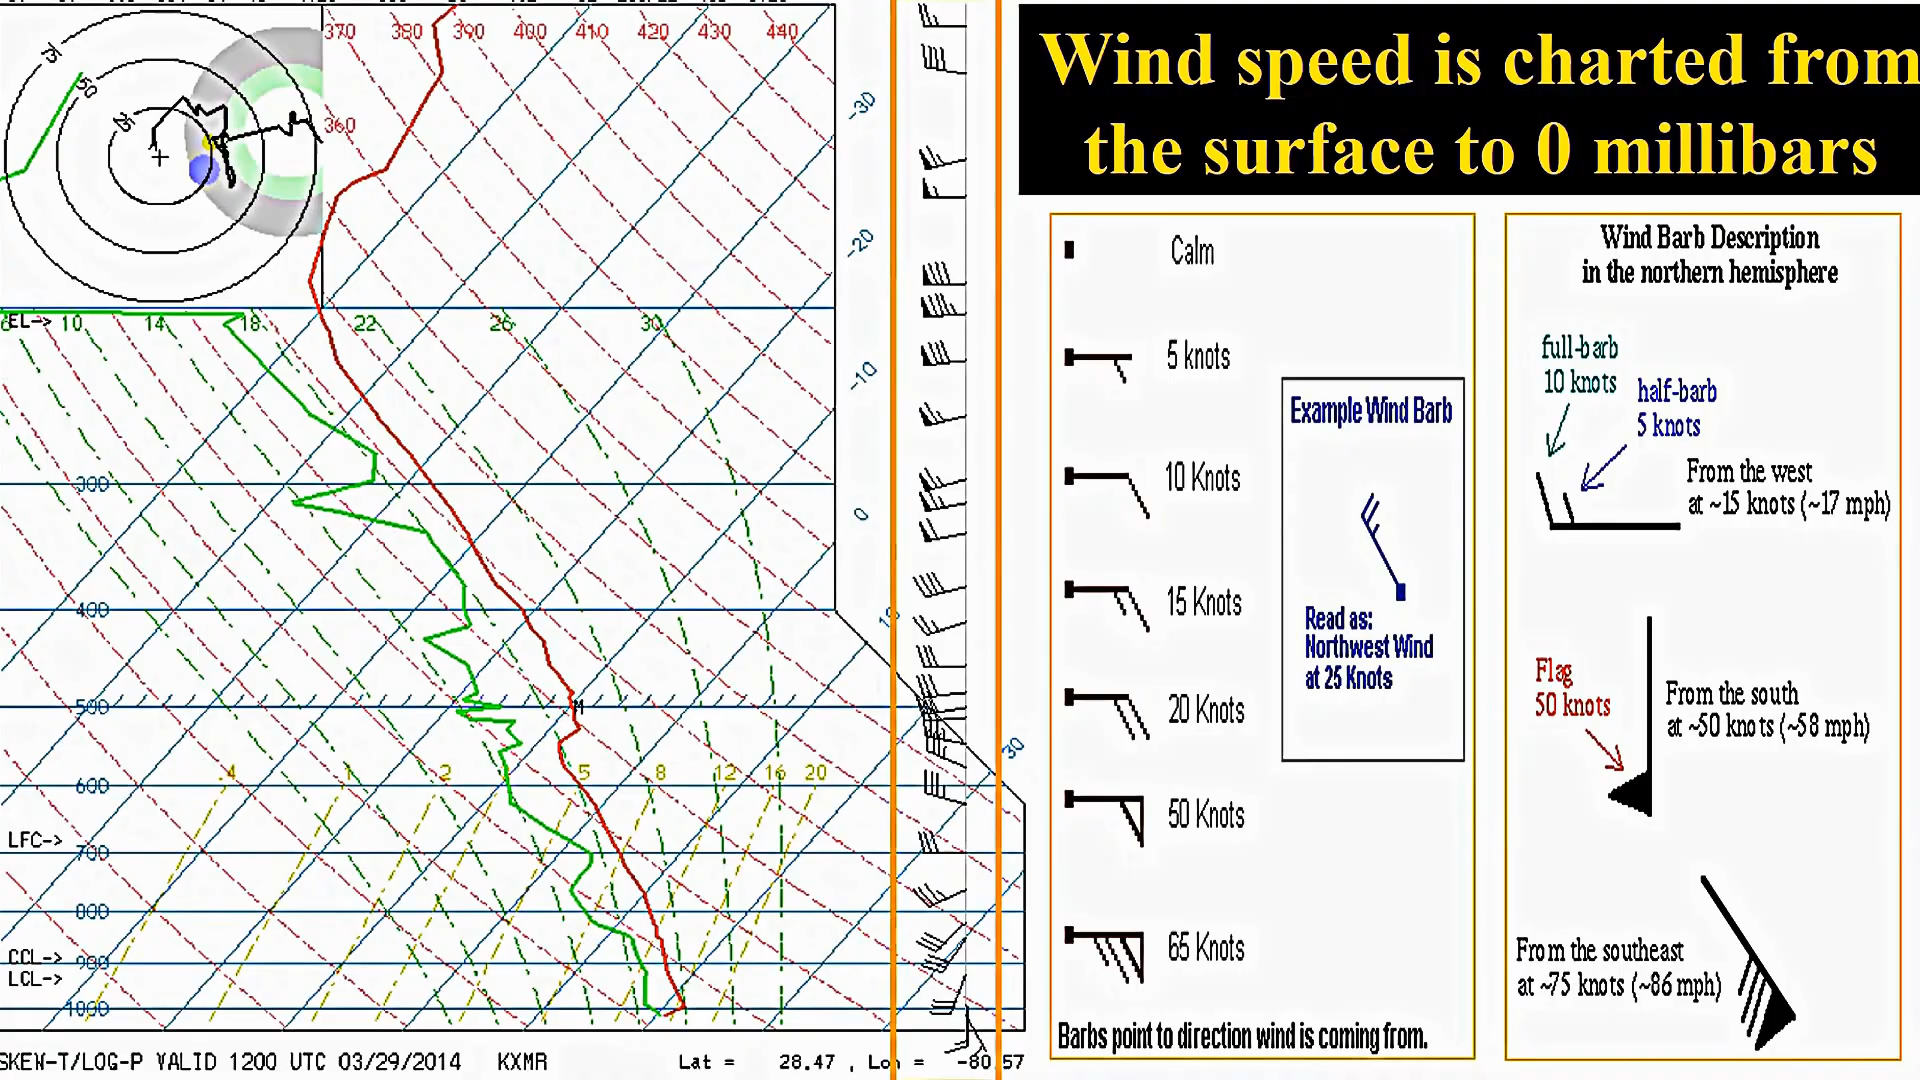 Wind speed is charted from
the surface to 0 millibars
370 380 390 400 410 420 430 440
360
50
25
-30
-20
-10
0
30
EL-> 10 14 18 22 26 30
300
400
500
M
.4 1 2 5 8 12 16 20
600
LFC-> 700
800
CCL-> 900
LCL->
1000
SKEW-T/LOG-P VALID 1200 UTC 03/29/2014 KXMR Lat = 28.47 , Lon = -80.57
Calm
5 knots
10 Knots
15 Knots
20 Knots
50 Knots
65 Knots
Barbs point to direction wind is coming from.
Example Wind Barb
Read as:
Northwest Wind
at 25 Knots
Wind Barb Description
in the northern hemisphere
full-barb
10 knots
half-barb
5 knots
From the west
at ~15 knots (~17 mph)
Flag
50 knots
From the south
at ~50 knots (~58 mph)
From the southeast
at ~75 knots (~86 mph)